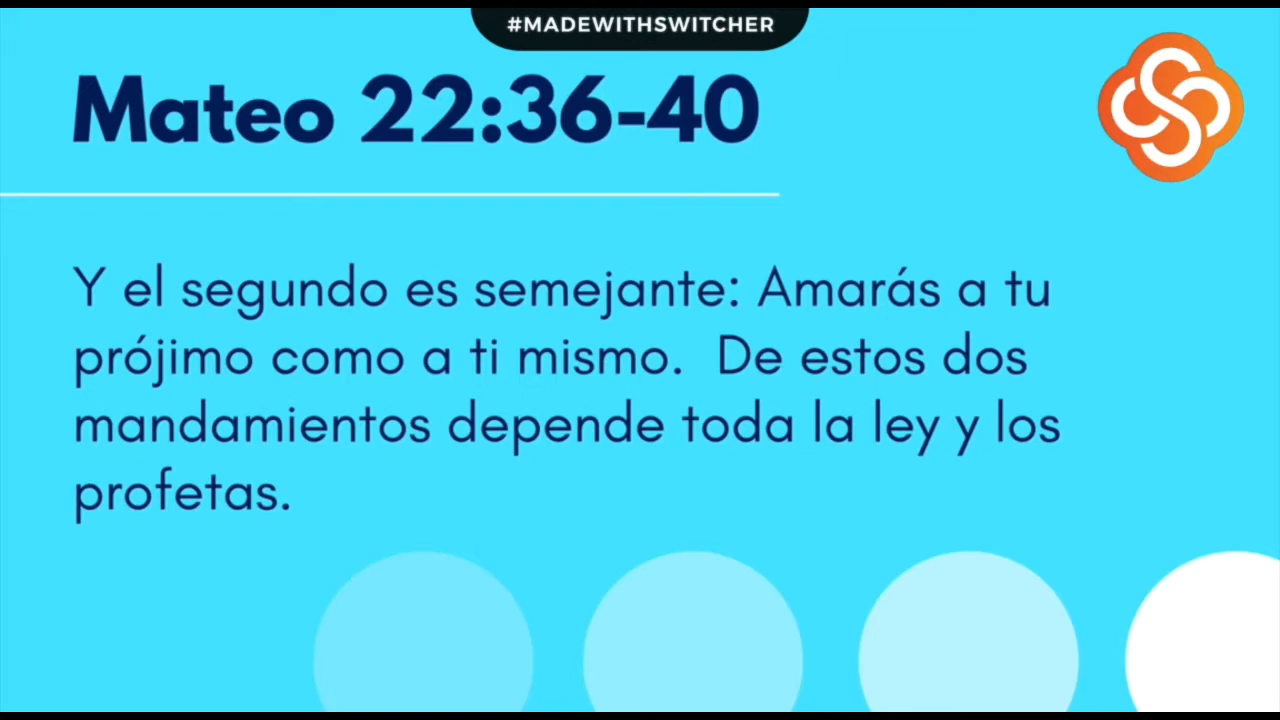 #MADEWITHSWITCHER
Mateo 22:36-40
Y el segundo es semejante: Amarás a tu
prójimo como a ti mismo.  De estos dos
mandamientos depende toda la ley y los
profetas.